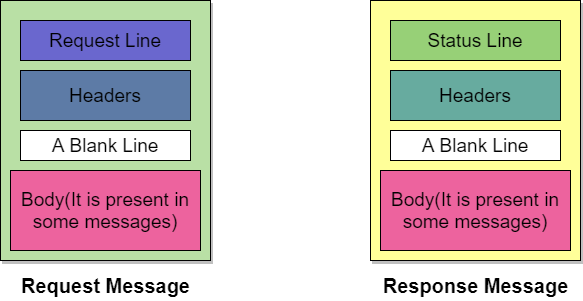 Request Line
Headers
A Blank Line
Body(It is present in
some messages)
Request Message
Status Line
Headers
A Blank Line
Body(It is present in
some messages)
Response Message